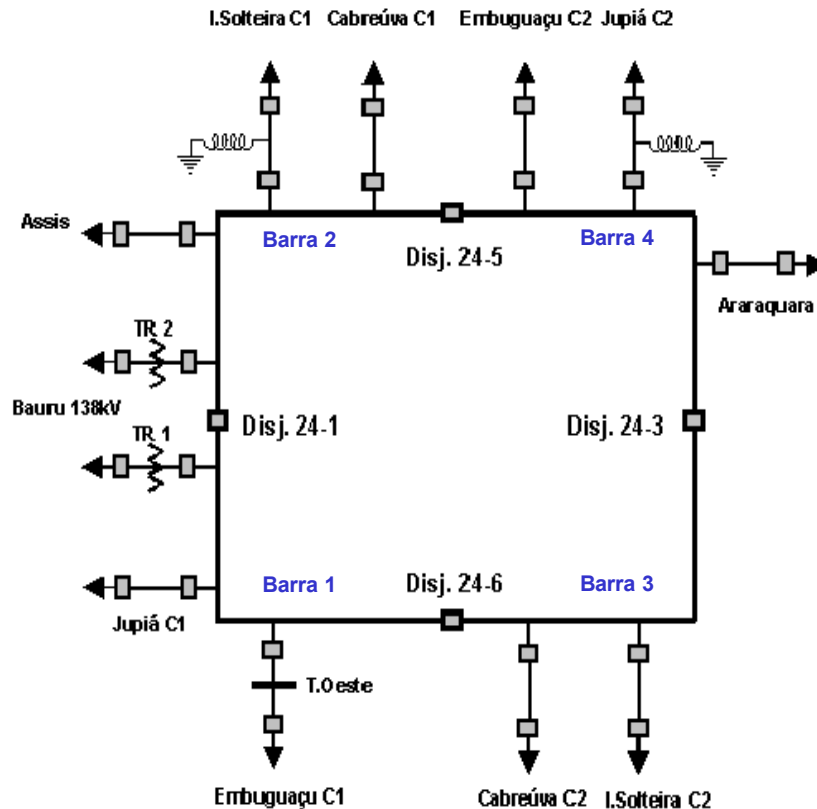 I.Solteira C1 Cabreúva C1 Embuguaçu C2 Jupiá C2
Assis
Barra 2
Disj. 24-5
Barra 4
Araraquara
TR 2
Bauru 138kV
Disj. 24-1
Disj. 24-3
TR 1
Barra 1
Disj. 24-6
Barra 3
Jupiá C1
T.Oeste
Embuguaçu C1
Cabreúva C2
I.Solteira C2